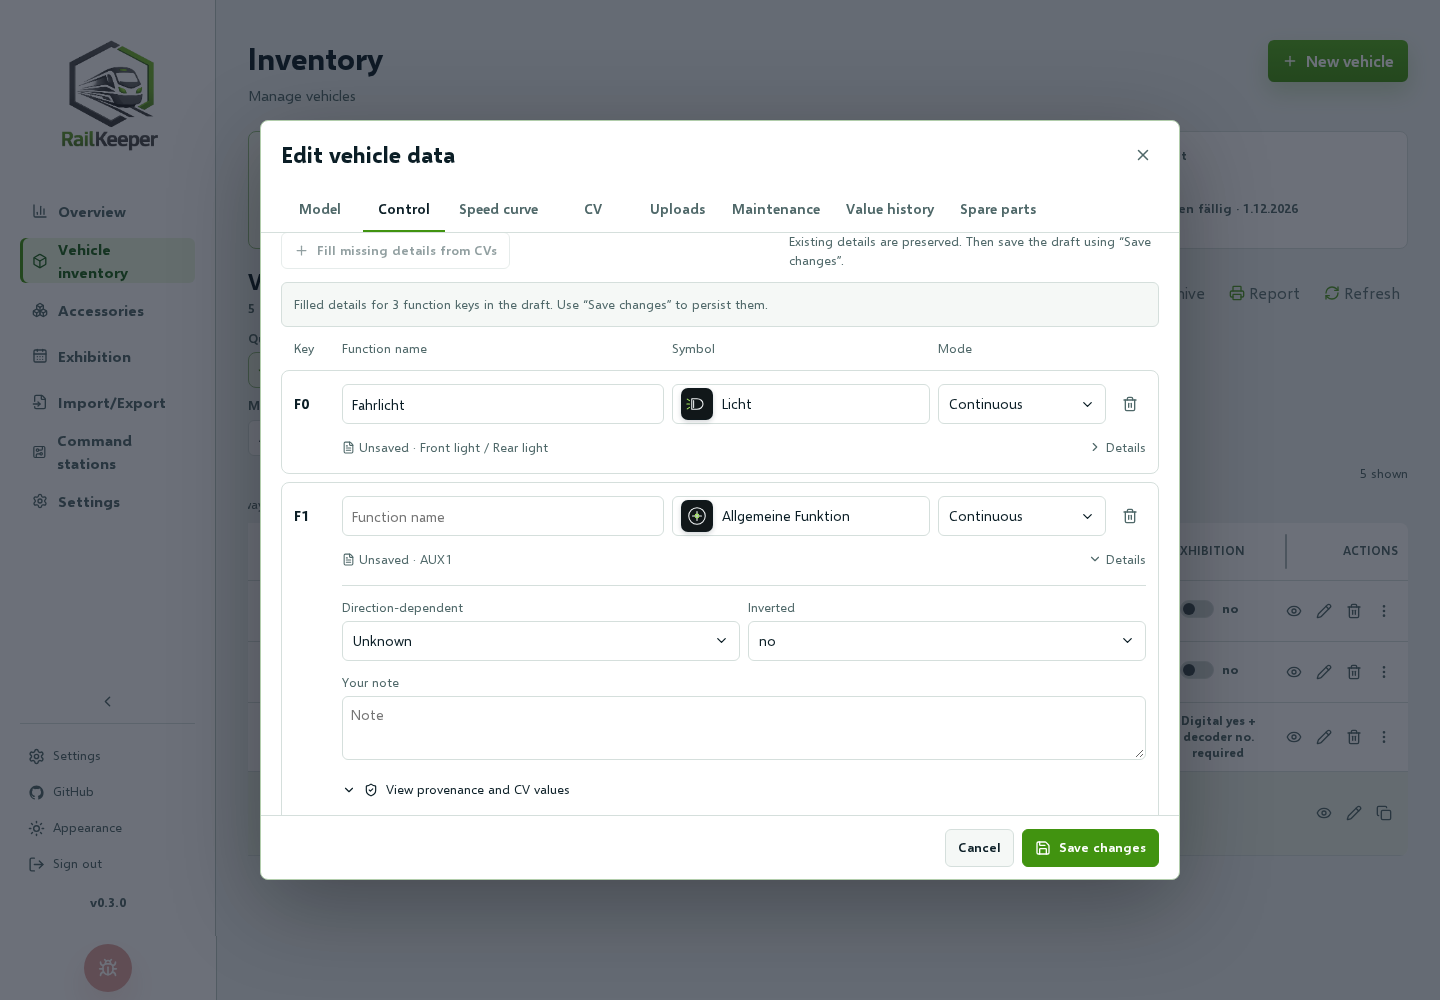 Inventory
Manage vehicles
New vehicle
RailKeeper
Overview
Vehicle
inventory
Accessories
Exhibition
Import/Export
Command
stations
Settings
Settings
GitHub
Appearance
Sign out
v0.3.0
en fällig · 1.12.2026
Report
Refresh
5 shown
ACTIONS
no
no
Digital yes +
decoder no.
required
Edit vehicle data
Model
Control
Speed curve
CV
Uploads
Maintenance
Value history
Spare parts
Fill missing details from CVs
Existing details are preserved. Then save the draft using “Save
changes”.
Filled details for 3 function keys in the draft. Use “Save changes” to persist them.
Key
Function name
Symbol
Mode
F0
Fahrlicht
Licht
Continuous
Unsaved · Front light / Rear light
Details
F1
Function name
Allgemeine Funktion
Continuous
Unsaved · AUX1
Details
Direction-dependent
Inverted
Unknown
no
Your note
Note
View provenance and CV values
Cancel
Save changes